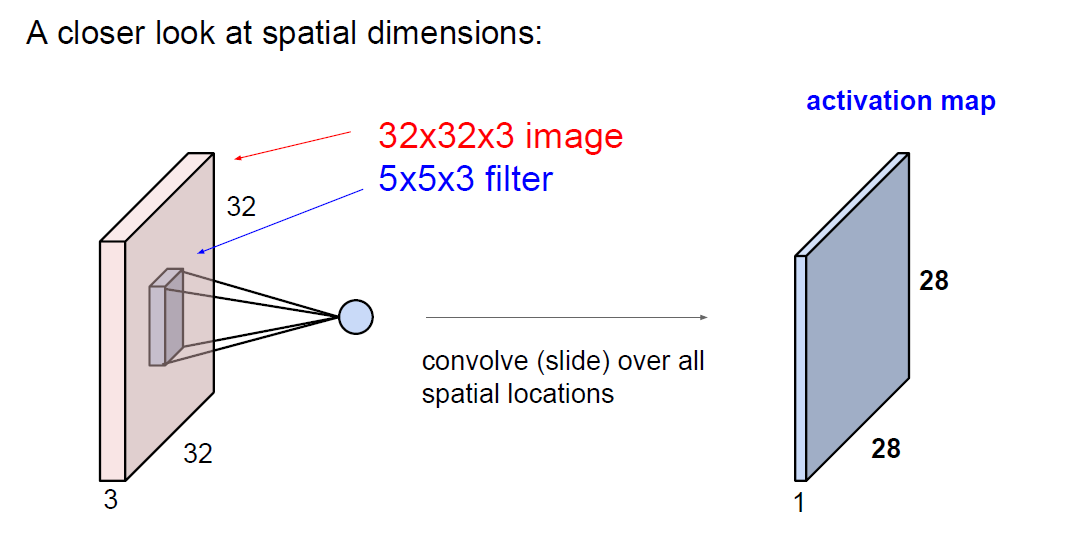 A closer look at spatial dimensions:
activation map
32x32x3 image
5x5x3 filter
32
28
convolve (slide) over all
spatial locations
32
28
3
1